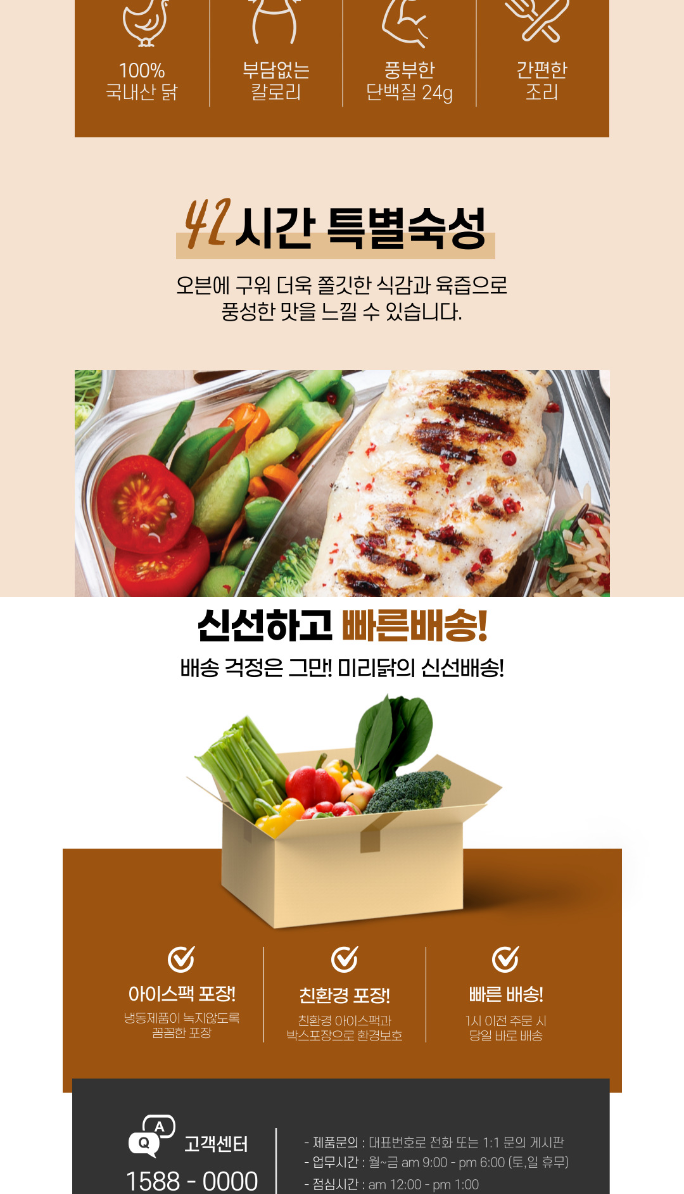 100%
국내산 닭
부담없는
칼로리
풍부한
단백질 24g
간편한
조리
42시간 특별숙성
오븐에 구워 더욱 쫄깃한 식감과 육즙으로
풍성한 맛을 느낄 수 있습니다.
신선하고 빠른배송!
배송 걱정은 그만! 미리닭의 신선배송!
아이스팩 포장!
냉동제품이 녹지않도록
꼼꼼한 포장
친환경 포장!
친환경 아이스팩과
박스포장으로 환경보호
빠른 배송!
1시 이전 주문 시
당일 바로 배송
A
Q
고객센터
1588 - 0000
- 제품문의 : 대표번호로 전화 또는 1:1 문의 게시판
- 업무시간 : 월~금 am 9:00 - pm 6:00 (토,일 휴무)
- 점심시간 : am 12:00 - pm 1:00